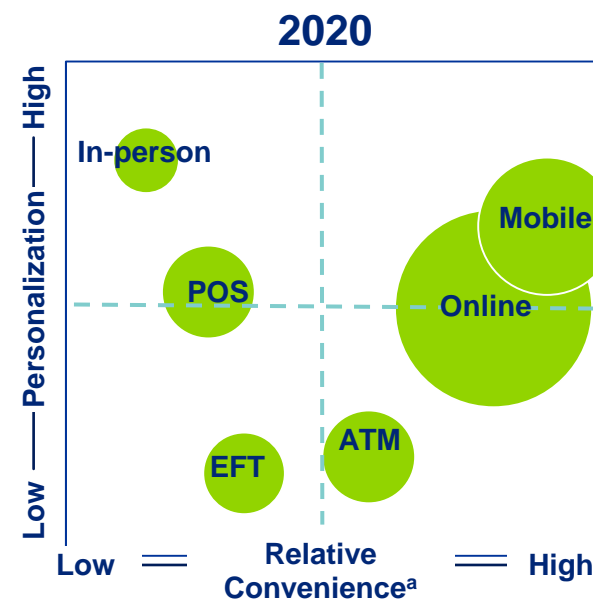 2020
High
In-person
Mobile
Personalization
POS
Online
ATM
EFT
Low
Low
Relative
High
Convenienceᵃ